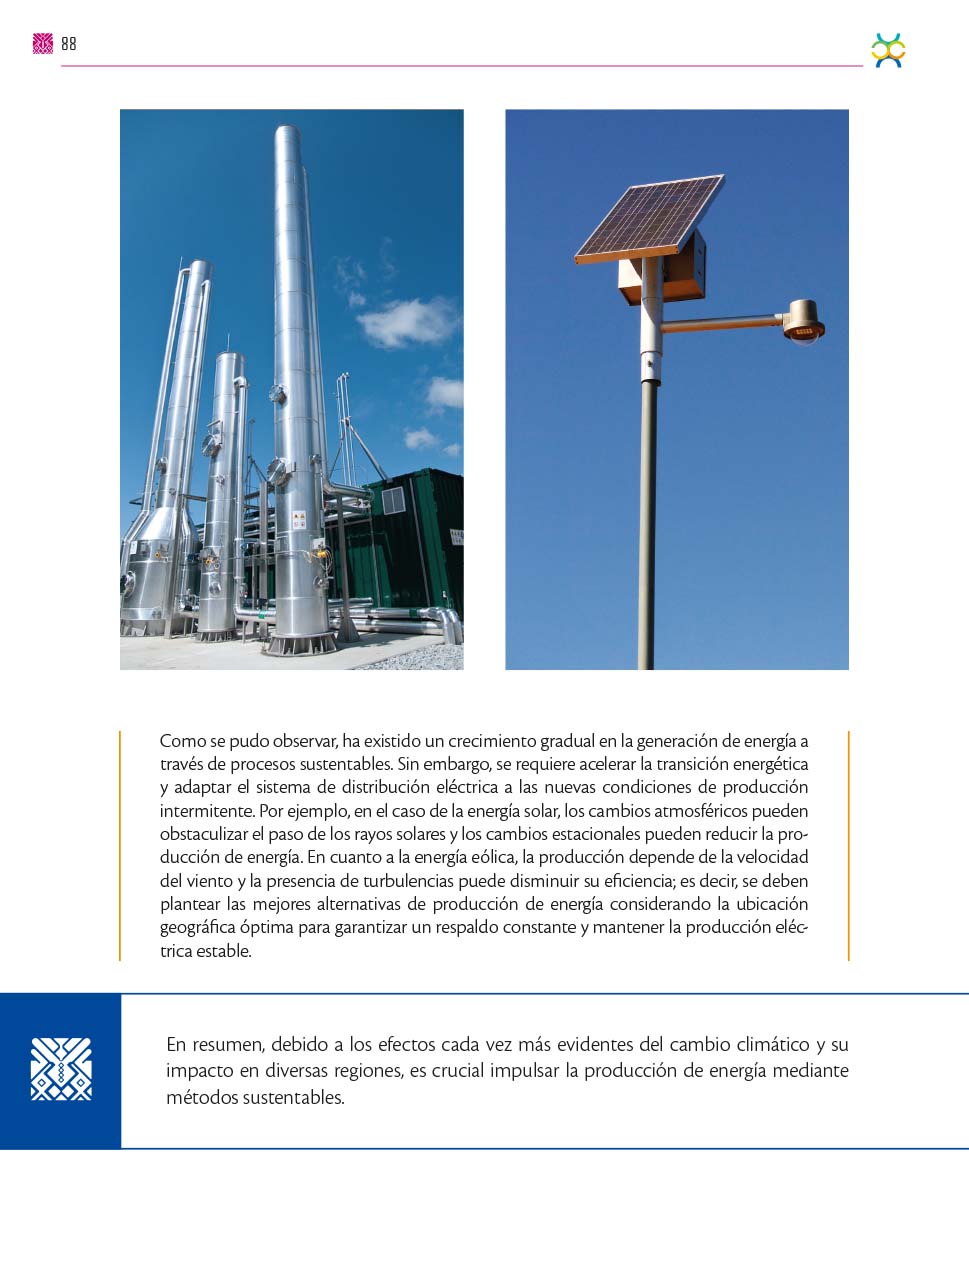 88
Como se pudo observar, ha existido un crecimiento gradual en la generación de energía a
través de procesos sustentables. Sin embargo, se requiere acelerar la transición energética
y adaptar el sistema de distribución eléctrica a las nuevas condiciones de producción
intermitente. Por ejemplo, en el caso de la energía solar, los cambios atmosféricos pueden
obstaculizar el paso de los rayos solares y los cambios estacionales pueden reducir la pro-
ducción de energía. En cuanto a la energía eólica, la producción depende de la velocidad
del viento y la presencia de turbulencias puede disminuir su eficiencia; es decir, se deben
plantear las mejores alternativas de producción de energía considerando la ubicación
geográfica óptima para garantizar un respaldo constante y mantener la producción eléc-
trica estable.
En resumen, debido a los efectos cada vez más evidentes del cambio climático y su
impacto en diversas regiones, es crucial impulsar la producción de energía mediante
métodos sustentables.